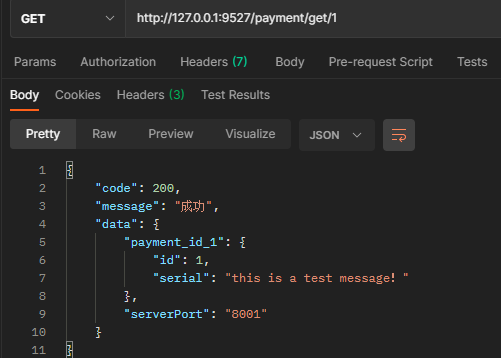 GET http://127.0.0.1:9527/payment/get/1
Params Authorization Headers (7) Body Pre-request Script Tests
Body Cookies Headers (3) Test Results
Pretty Raw Preview Visualize JSON
1 {
2 "code": 200,
3 "message": "成功",
4 "data": {
5 "payment_id_1": {
6 "id": 1,
7 "serial": "this is a test message! "
8 },
9 "serverPort": "8001"
10 }
11 }